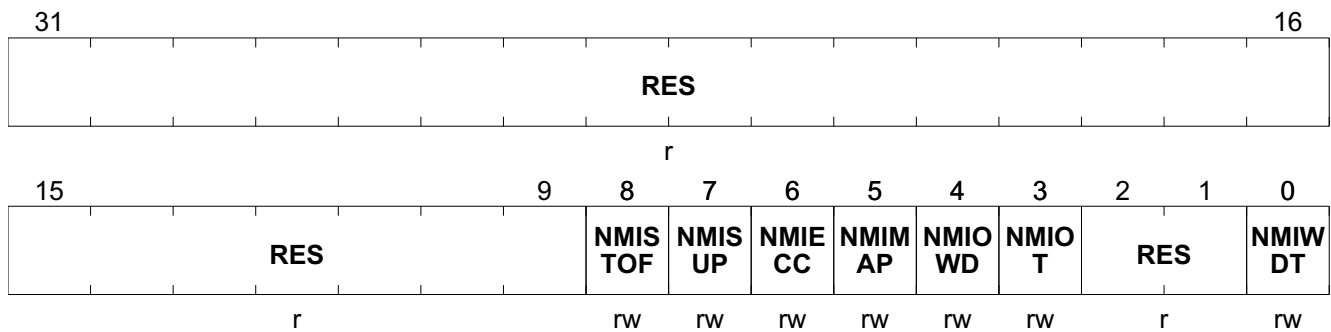 31 16
RES
r
15 9 8 7 6 5 4 3 2 1 0
RES NMIS NMIS NMIE NMIM NMIO NMIO RES NMIW
TOF UP CC AP WD T DT
r rw rw rw rw rw rw r rw